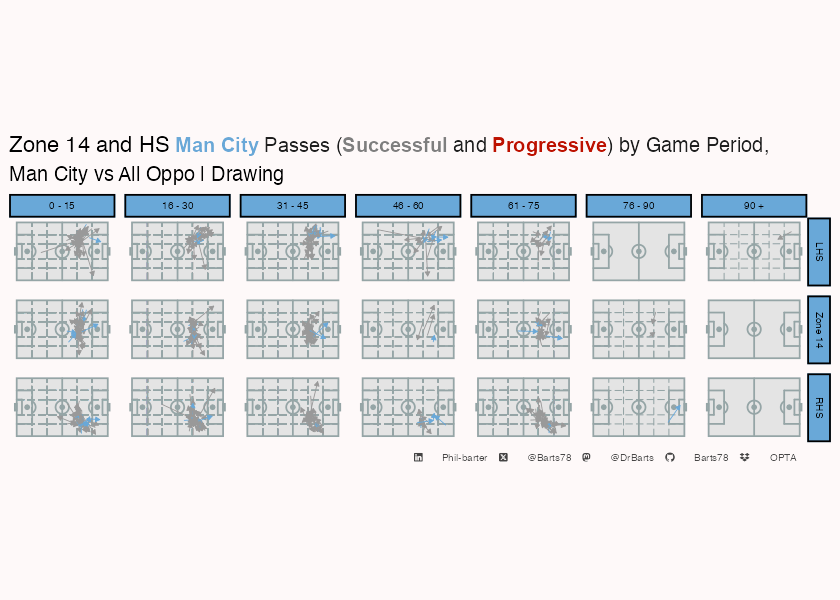 Zone 14 and HS Man City Passes (Successful and Progressive) by Game Period,
Man City vs All Oppo | Drawing
0 - 15 16 - 30 31 - 45 46 - 60 61 - 75 76 - 90 90 +
LHS
Zone 14
RHS
Phil-barter @Barts78 @DrBarts Barts78 OPTA